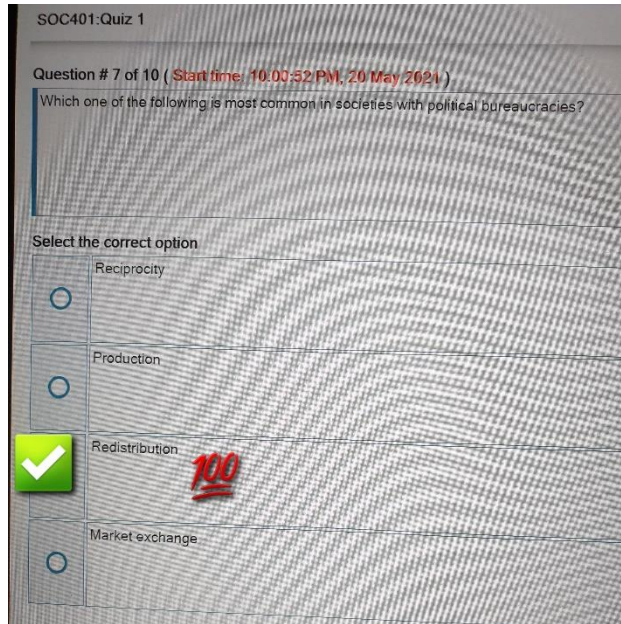 SOC401:Quiz 1
Question # 7 of 10 ( Start time: 10:00:52 PM, 20 May 2021 )
Which one of the following is most common in societies with political bureaucracies?
Select the correct option
Reciprocity
Production
Redistribution
100
Market exchange